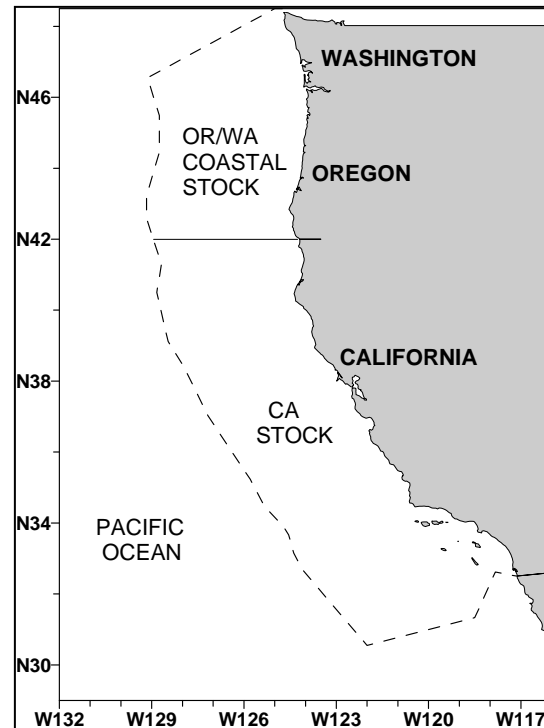 WASHINGTON
N46
OR/WA
COASTAL
STOCK
OREGON
N42
CALIFORNIA
N38
CA
STOCK
N34
PACIFIC
OCEAN
N30
W132 W129 W126 W123 W120 W117